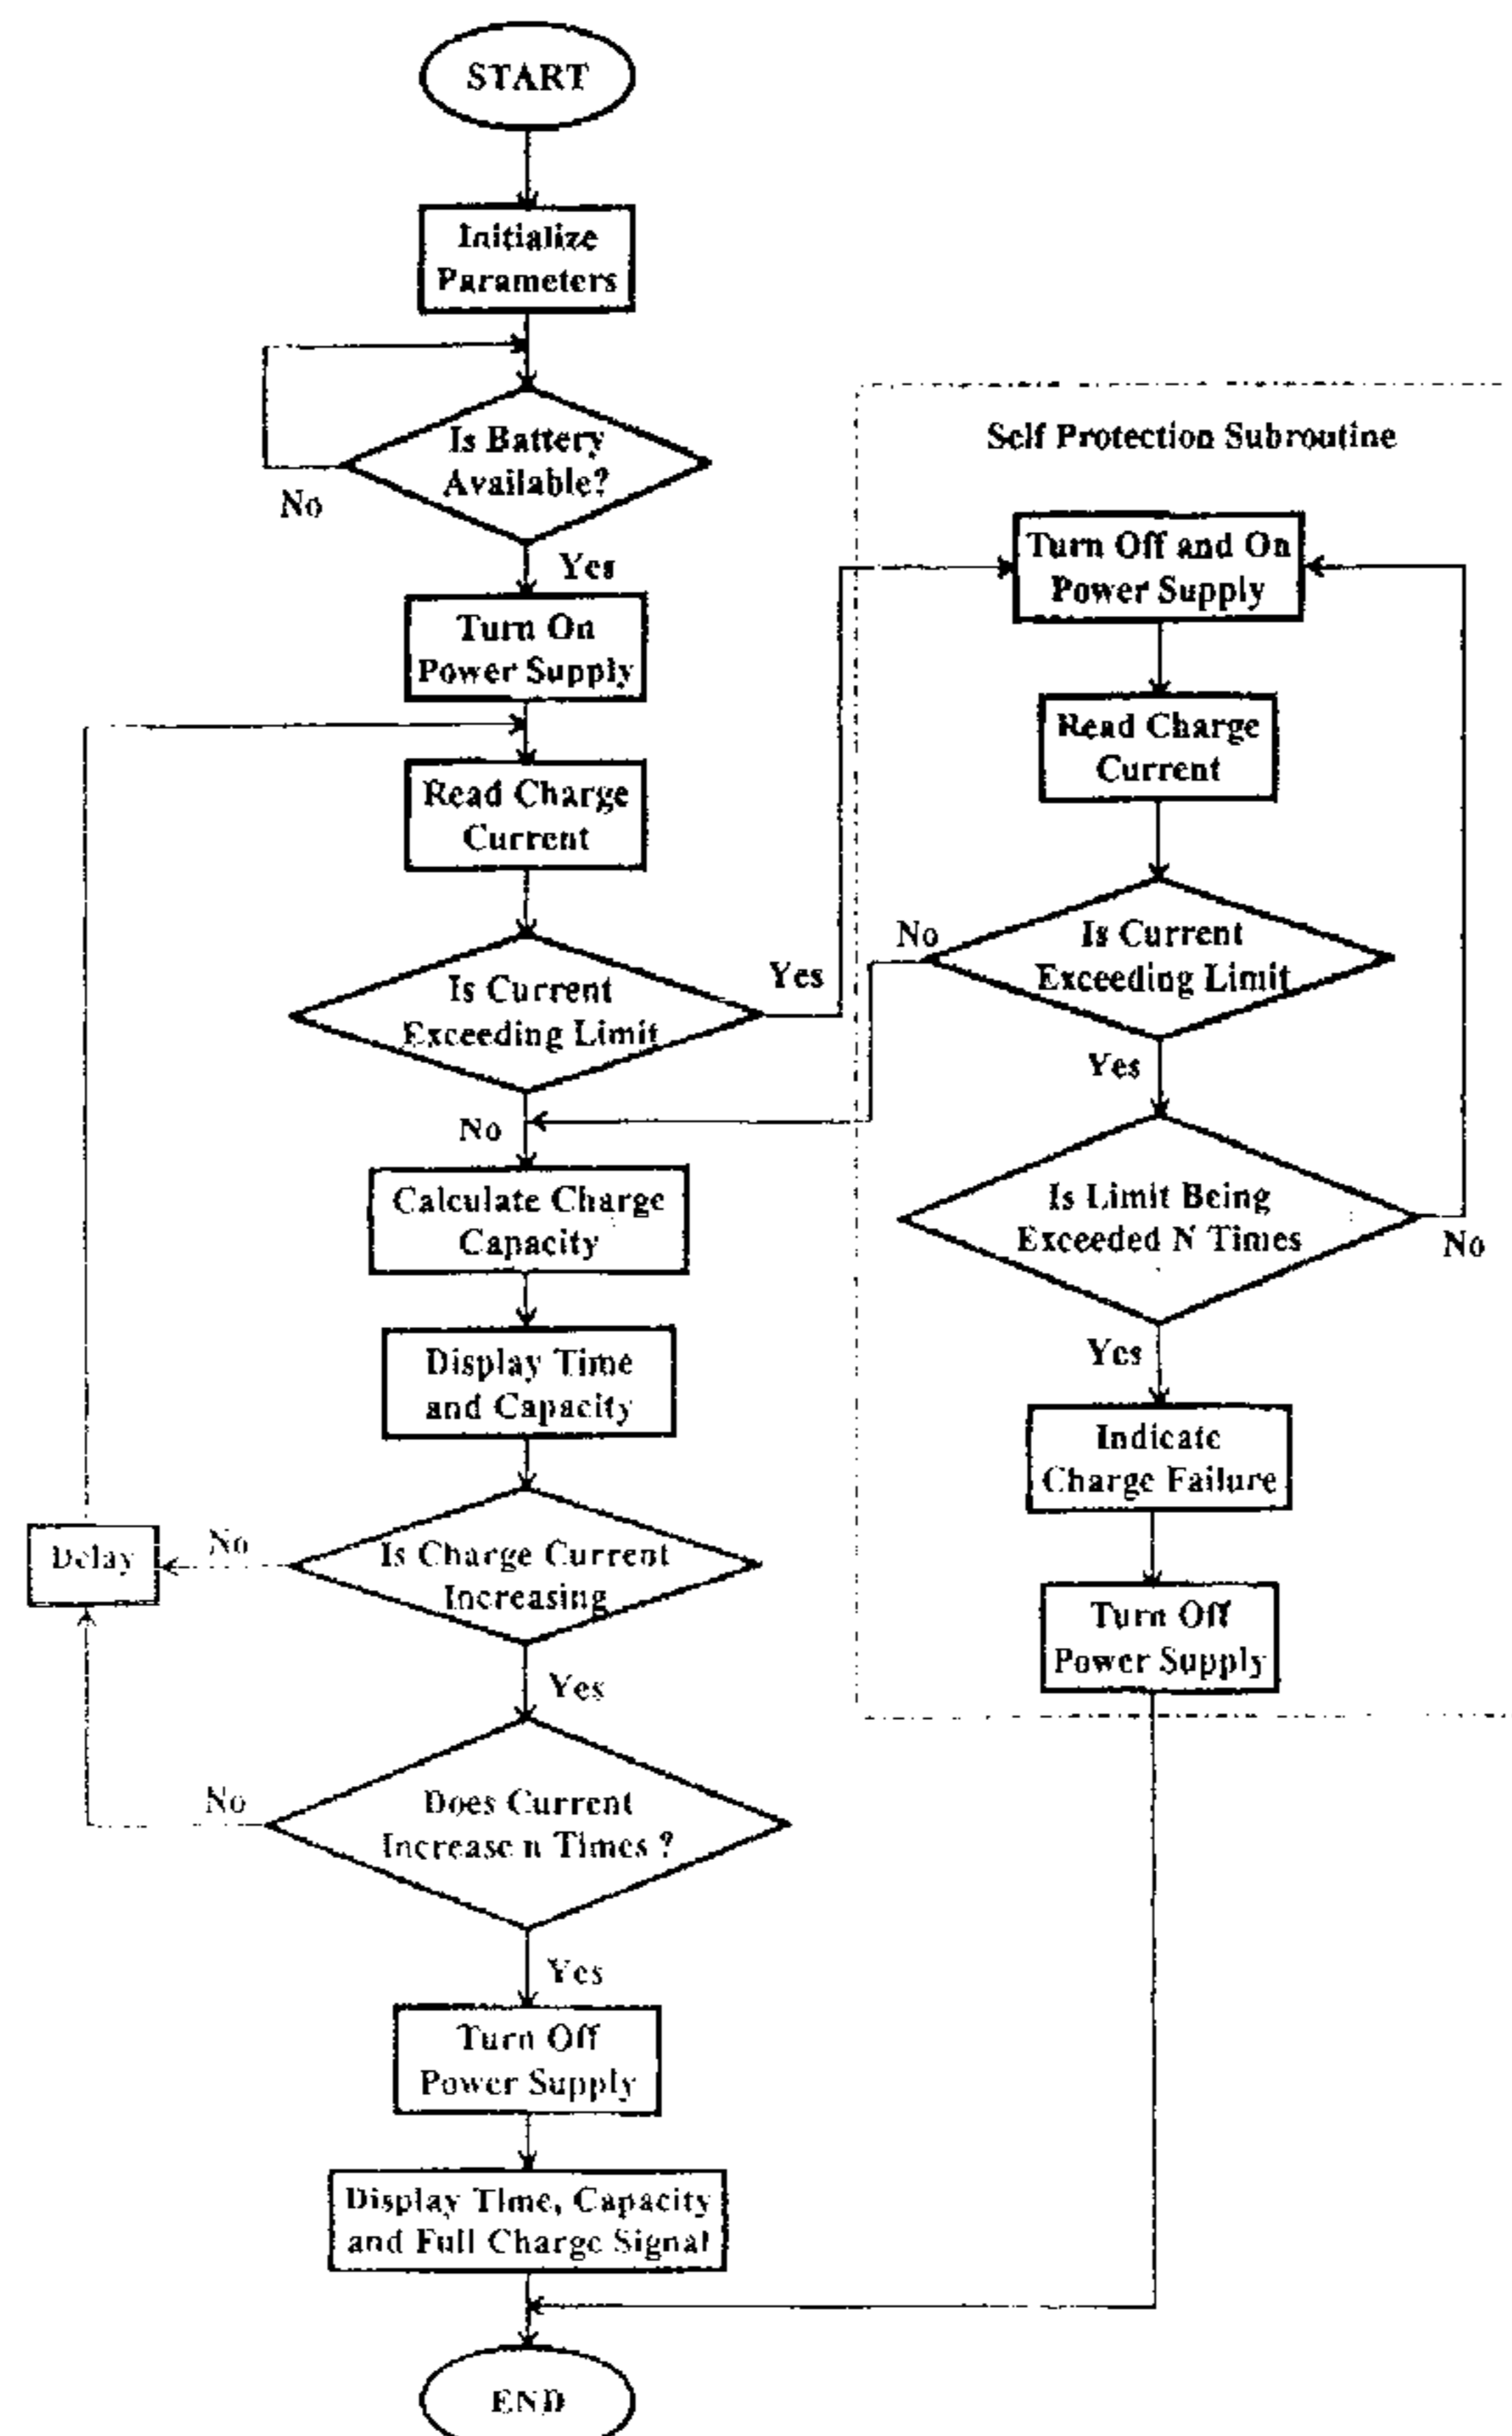 START
Initialize
Parameters
Is Battery
Available?
No
Yes
Turn On
Power Supply
Read Charge
Current
Is Current
Exceeding Limit
Yes
No
Calculate Charge
Capacity
Display Time
and Capacity
Is Charge Current
Increasing
No
Delay
Yes
Does Current
Increase n Times ?
No
Yes
Turn Off
Power Supply
Display Time, Capacity
and Full Charge Signal
END
Self Protection Subroutine
Turn Off and On
Power Supply
Read Charge
Current
Is Current
Exceeding Limit
No
Yes
Is Limit Being
Exceeded N Times
No
Yes
Indicate
Charge Failure
Turn Off
Power Supply